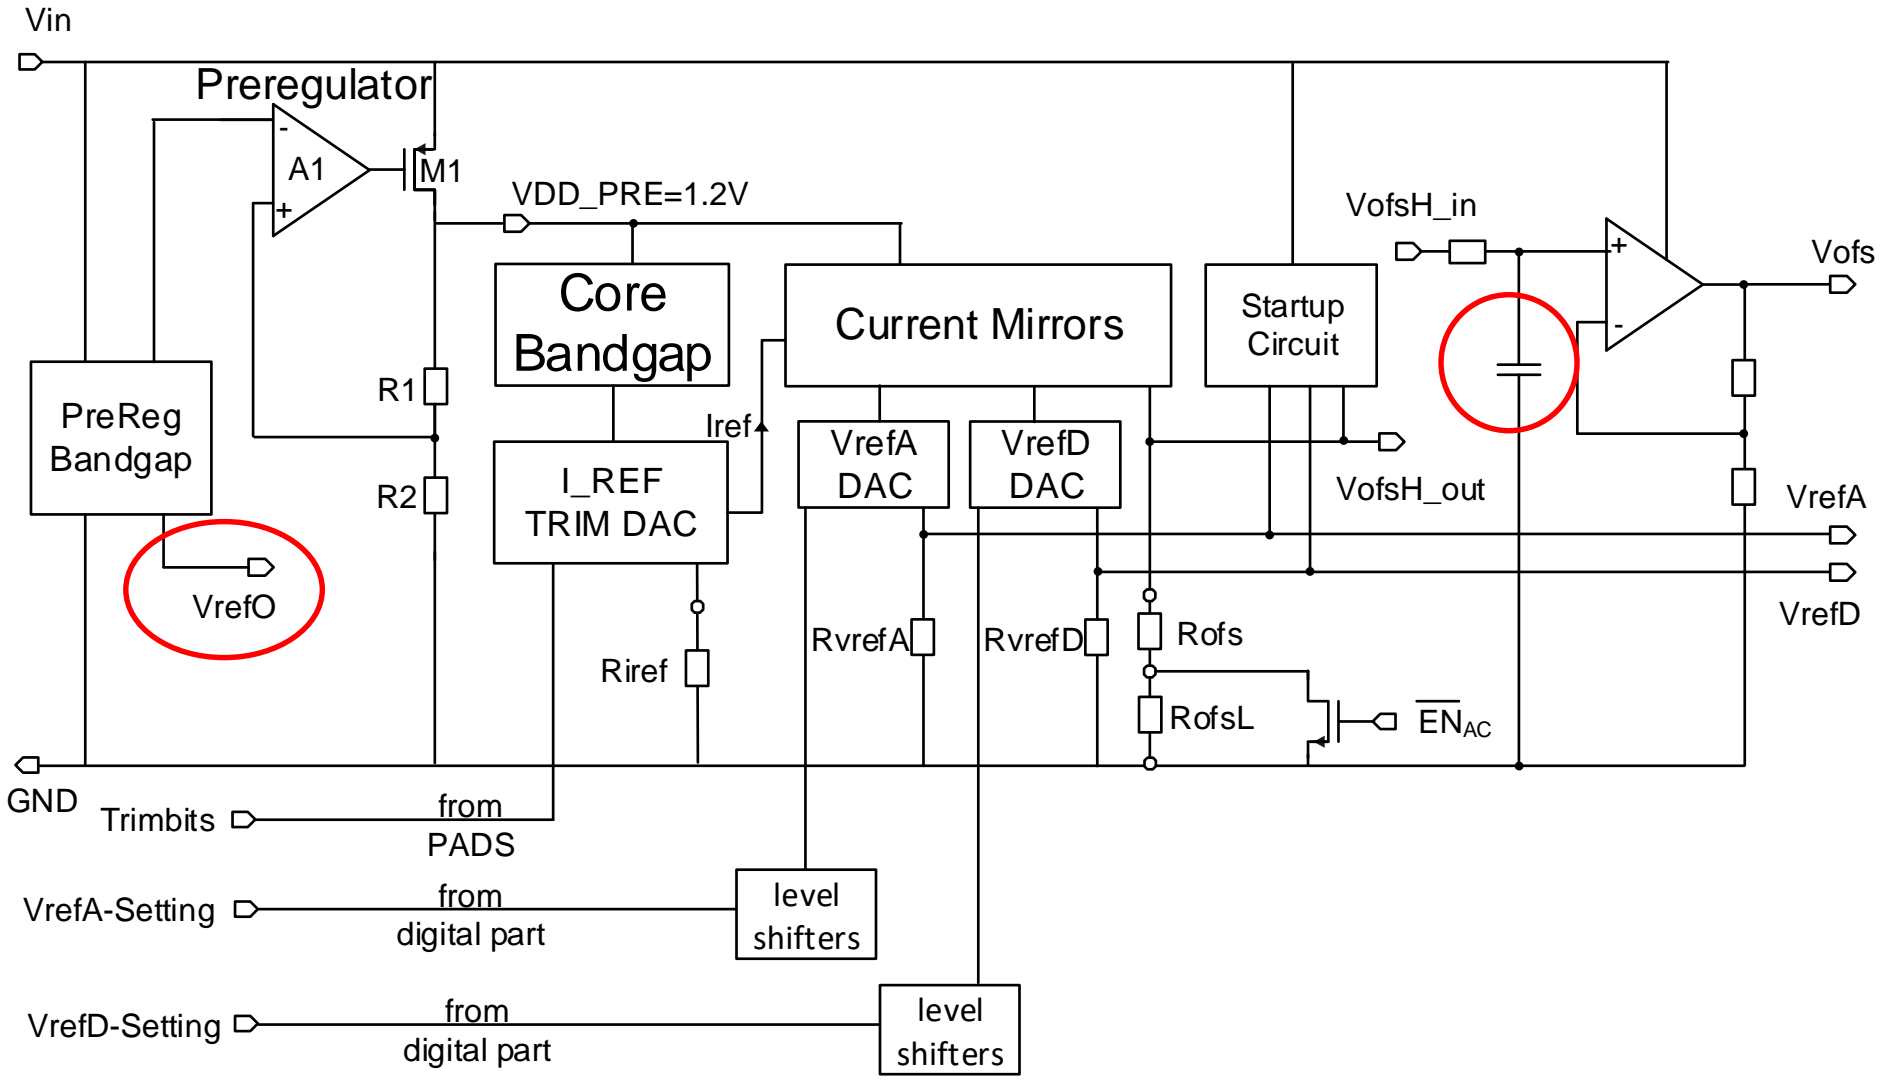 Vin
Preregulator
-
A1
M1
+
VDD_PRE=1.2V
VofsH_in
+
Vofs
-
Core
Bandgap
Current Mirrors
Startup
Circuit
PreReg
Bandgap
R1
R2
Iref
I_REF
TRIM DAC
VrefA
DAC
VrefD
DAC
VofsH_out
VrefA
VrefD
VrefO
Riref
RvrefA
RvrefD
Rofs
RofsL
ENAC
GND
Trimbits
from
PADS
VrefA-Setting
from
digital part
level
shifters
VrefD-Setting
from
digital part
level
shifters